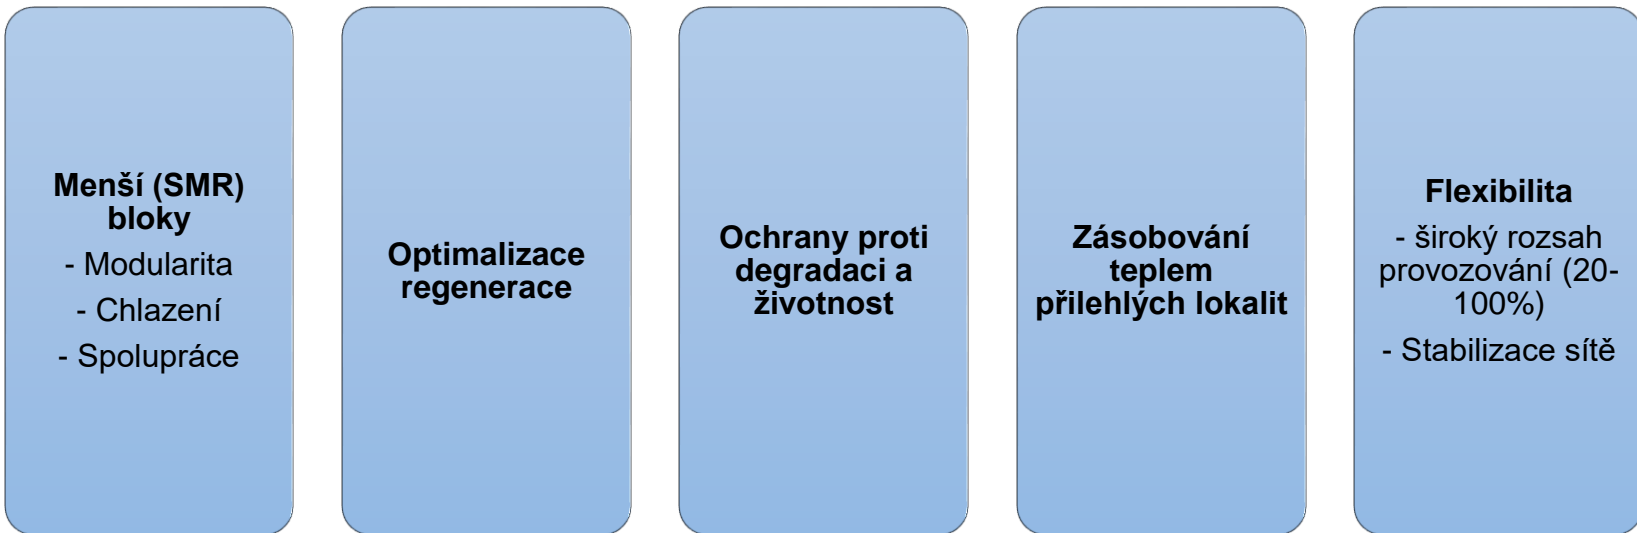 Menší (SMR)
bloky
- Modularita
- Chlazení
- Spolupráce
Optimalizace
regenerace
Ochrany proti
degradaci a
životnost
Zásobování
teplem
přilehlých lokalit
Flexibilita
- široký rozsah
provozování (20-
100%)
- Stabilizace sítě